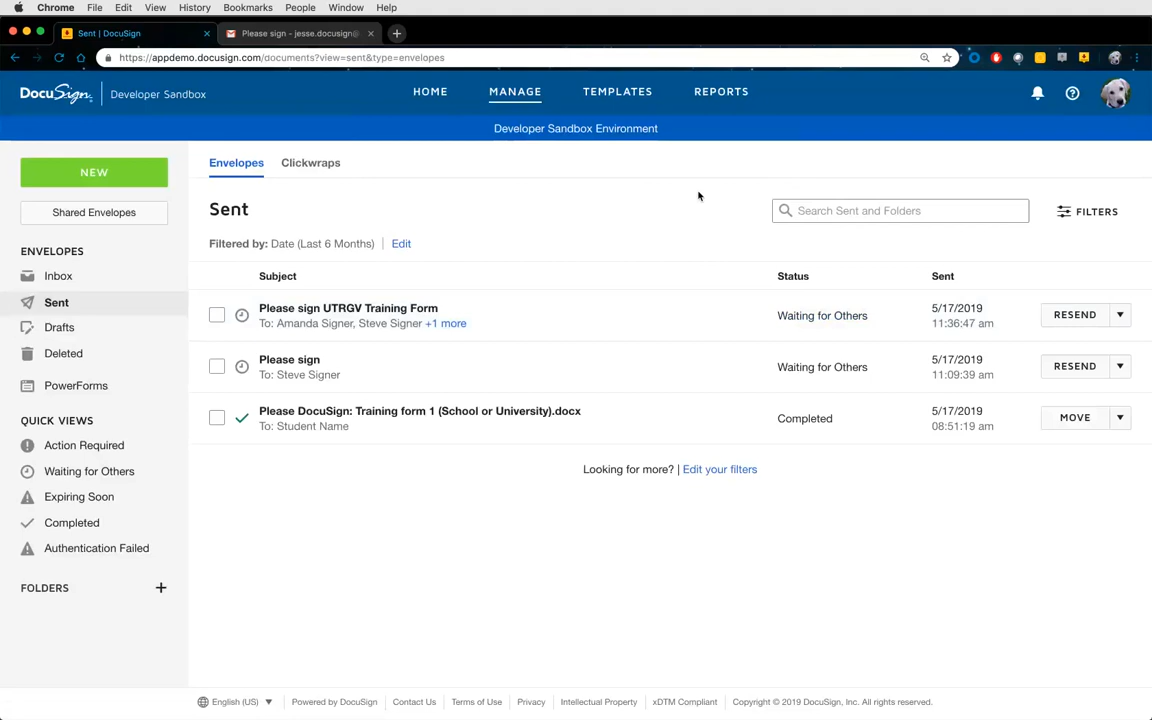 Chrome File Edit View History Bookmarks People Window Help
Sent | DocuSign Please sign - jesse.docusign@
https://appdemo.docusign.com/documents?view=sent&type=envelopes
DocuSign Developer Sandbox HOME MANAGE TEMPLATES REPORTS
Developer Sandbox Environment
NEW
Shared Envelopes
ENVELOPES
Inbox
Sent
Drafts
Deleted
PowerForms
QUICK VIEWS
Action Required
Waiting for Others
Expiring Soon
Completed
Authentication Failed
FOLDERS
Envelopes Clickwraps
Sent
Search Sent and Folders
FILTERS
Filtered by: Date (Last 6 Months) | Edit
Subject Status Sent
Please sign UTRGV Training Form
To: Amanda Signer, Steve Signer +1 more
Waiting for Others
5/17/2019
11:36:47 am
RESEND
Please sign
To: Steve Signer
Waiting for Others
5/17/2019
11:09:39 am
RESEND
Please DocuSign: Training form 1 (School or University).docx
To: Student Name
Completed
5/17/2019
08:51:19 am
MOVE
Looking for more? | Edit your filters
English (US) Powered by DocuSign Contact Us Terms of Use Privacy Intellectual Property xDTM Compliant Copyright © 2019 DocuSign, Inc. All rights reserved.